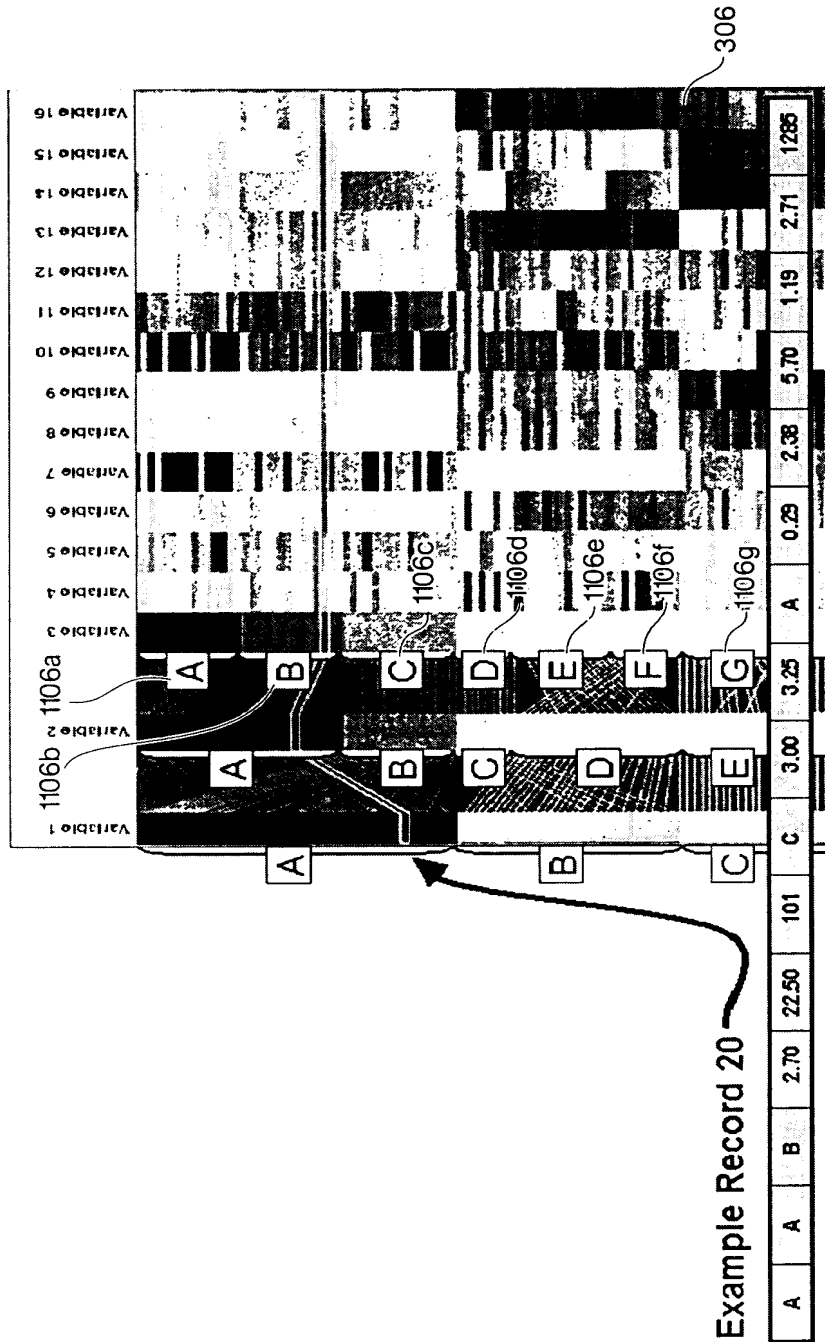 Variable 1
Variable 2
Variable 3
Variable 4
Variable 5
Variable 6
Variable 7
Variable 8
Variable 9
Variable 10
Variable 11
Variable 12
Variable 13
Variable 14
Variable 15
Variable 16
1106a
1106b
1106c
1106d
1106e
1106f
1106g
306
A
B
C
A
B
C
D
E
A
B
C
D
E
F
G
Example Record 20
A A B 2.70 22.50 101 C 3.00 3.25 A 0.29 2.38 5.70 1.19 2.71 1285